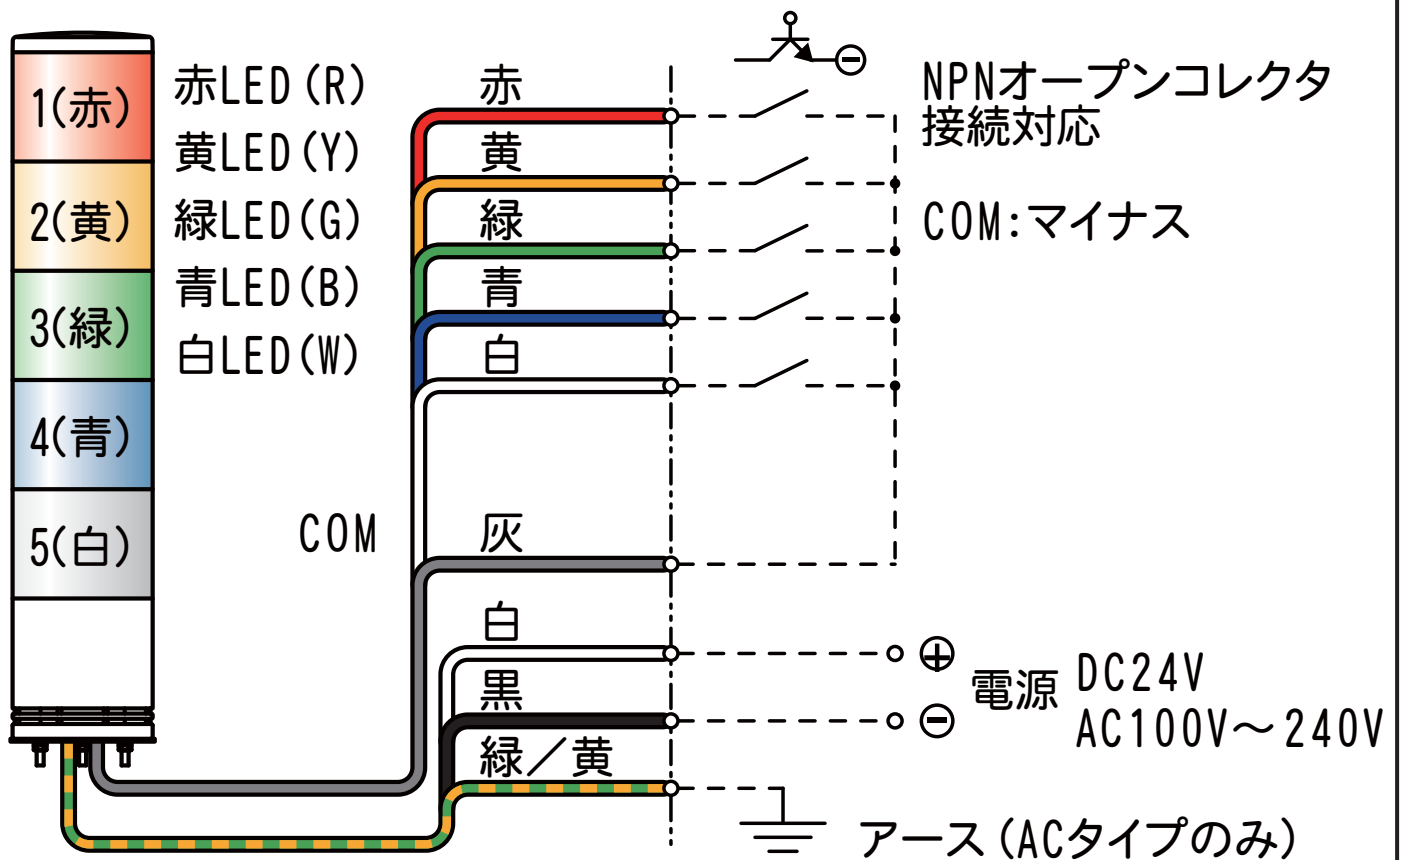 1(赤)
2(黄)
3(緑)
4(青)
5(白)
赤LED(R)
黄LED(Y)
緑LED(G)
青LED(B)
白LED(W)
COM
赤
黄
緑
青
白
灰
白
黒
緑／黄
NPNオープンコレクタ
接続対応
COM:マイナス
電源
DC24V
AC100V～240V
アース(ACタイプのみ)